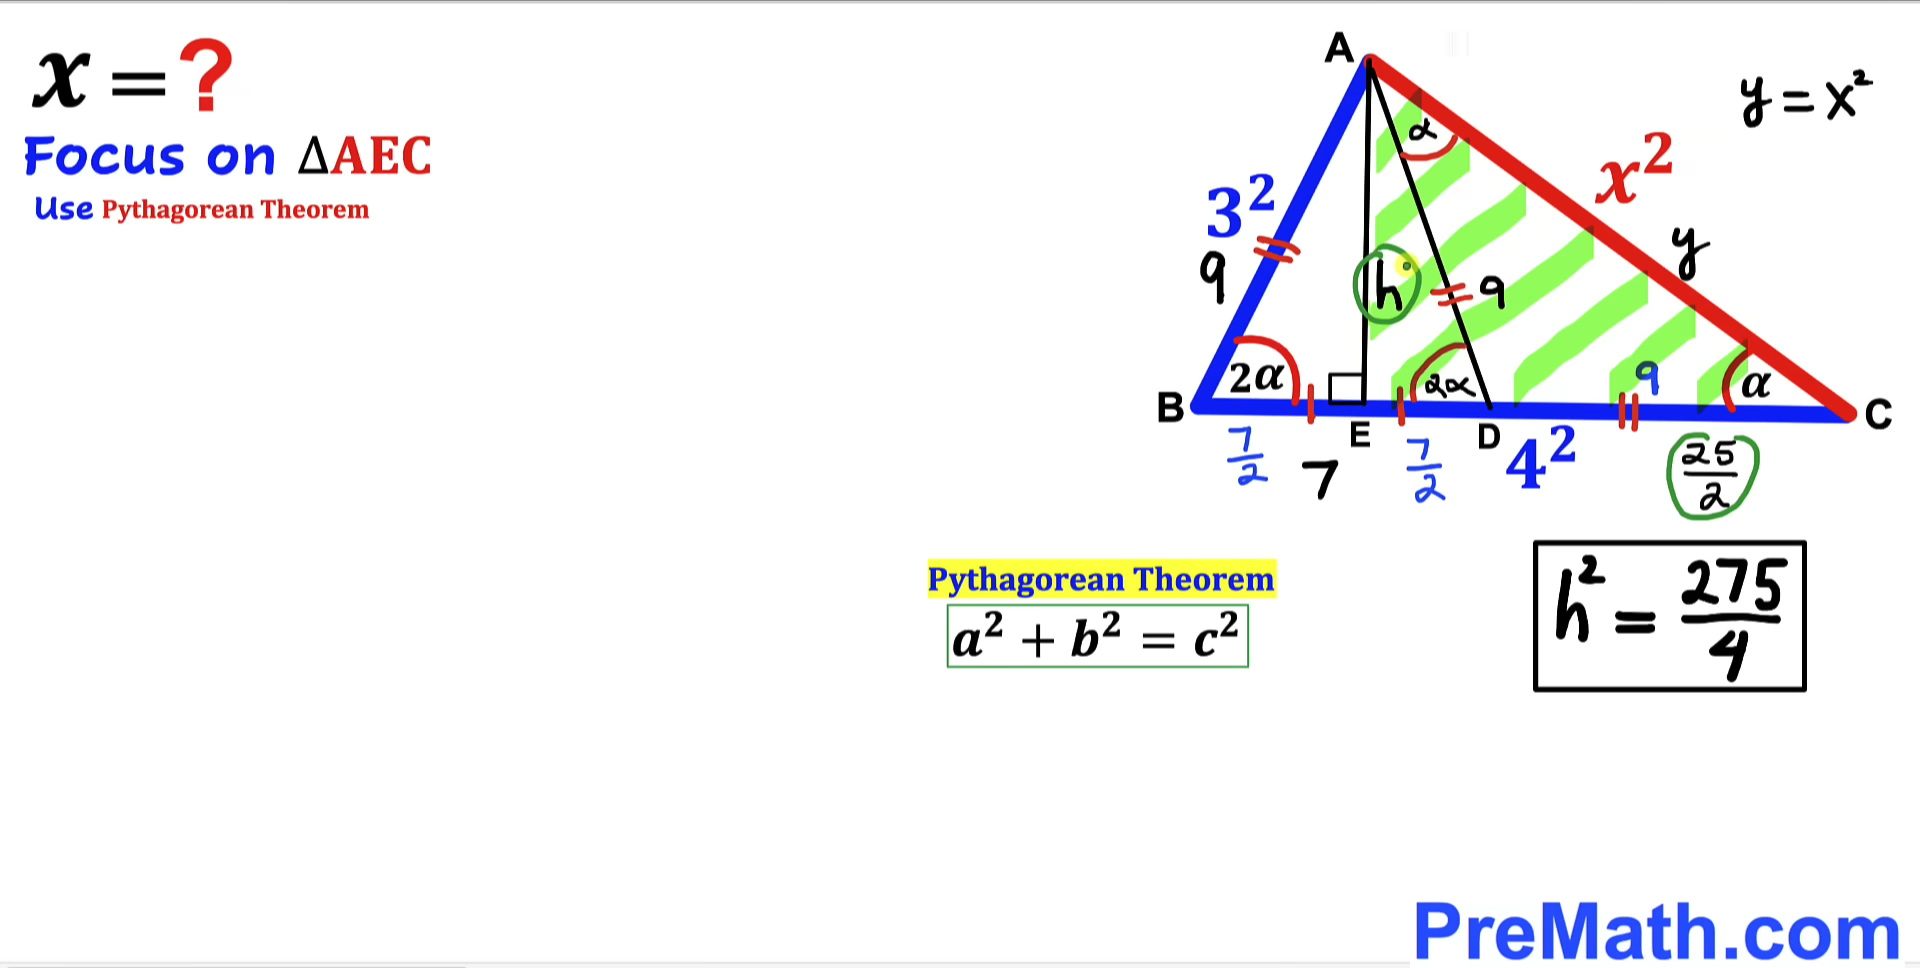 x = ?
Focus on ΔAEC
Use Pythagorean Theorem
A
y = x²
α
x²
3²
y
9
h
9
2α
2α
9
α
B
E
D
C
7/2
7
7/2
4²
25/2
Pythagorean Theorem
a² + b² = c²
h² = 275/4
PreMath.com